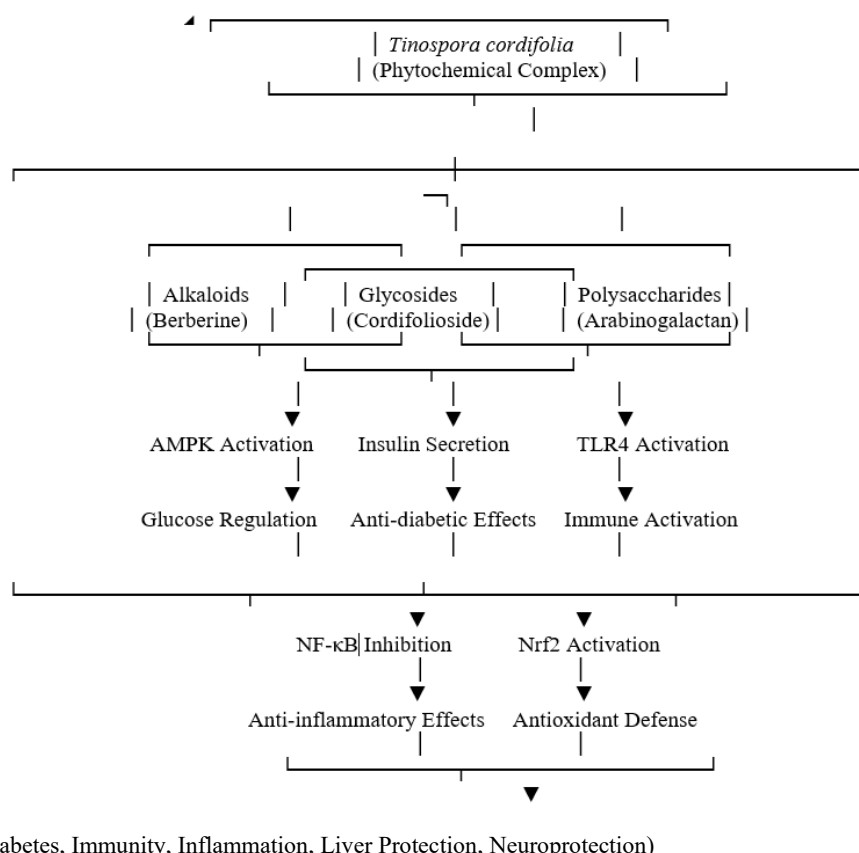 Tinospora cordifolia
(Phytochemical Complex)
Alkaloids Glycosides Polysaccharides
(Berberine) (Cordifolioside) (Arabinogalactan)
AMPK Activation Insulin Secretion TLR4 Activation
Glucose Regulation Anti-diabetic Effects Immune Activation
NF-κB Inhibition Nrf2 Activation
Anti-inflammatory Effects Antioxidant Defense
abetes, Immunity, Inflammation, Liver Protection, Neuroprotection)